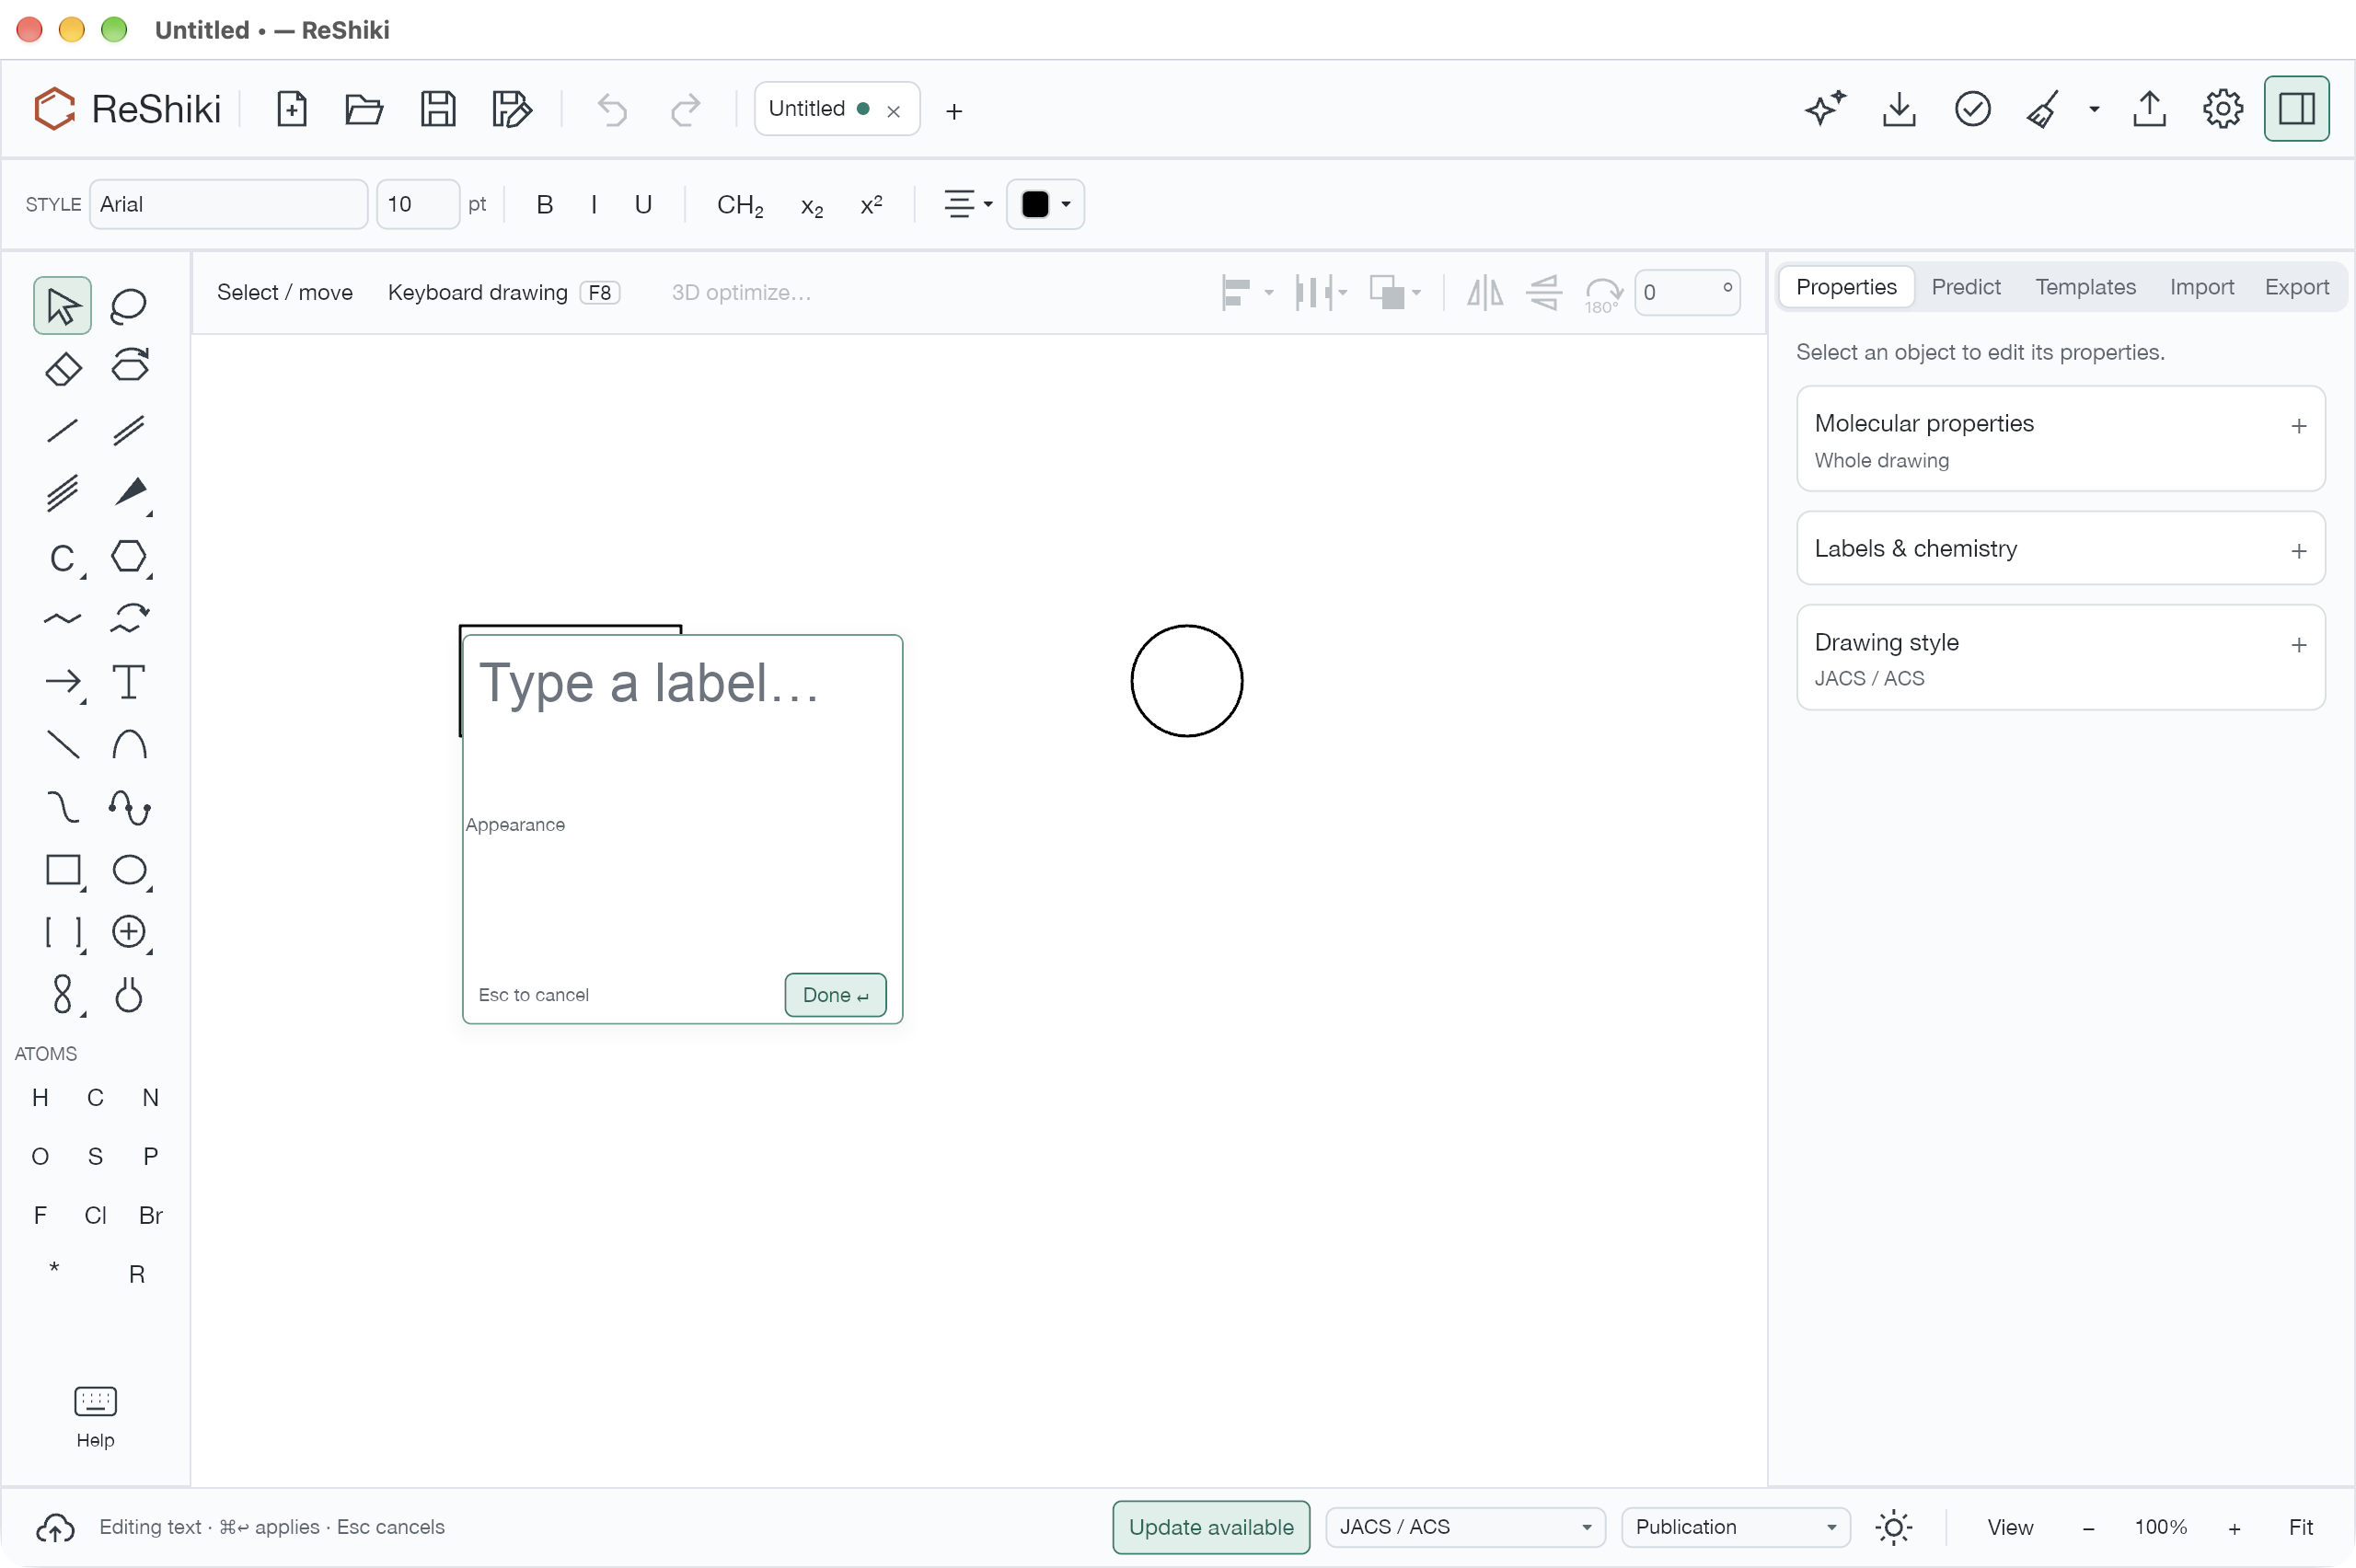 Untitled • — ReShiki
ReShiki
Untitled
STYLE Arial 10 pt B I U CH₂ x₂ x²
Select / move Keyboard drawing F8 3D optimize... 180° 0 °
Properties Predict Templates Import Export
Select an object to edit its properties.
Molecular properties
Whole drawing
Labels & chemistry
Drawing style
JACS / ACS
C
T
Type a label...
Appearance
Esc to cancel Done ↵
ATOMS
H C N
O S P
F Cl Br
* R
Help
Editing text · ⌘↩ applies · Esc cancels
Update available JACS / ACS Publication View − 100% + Fit